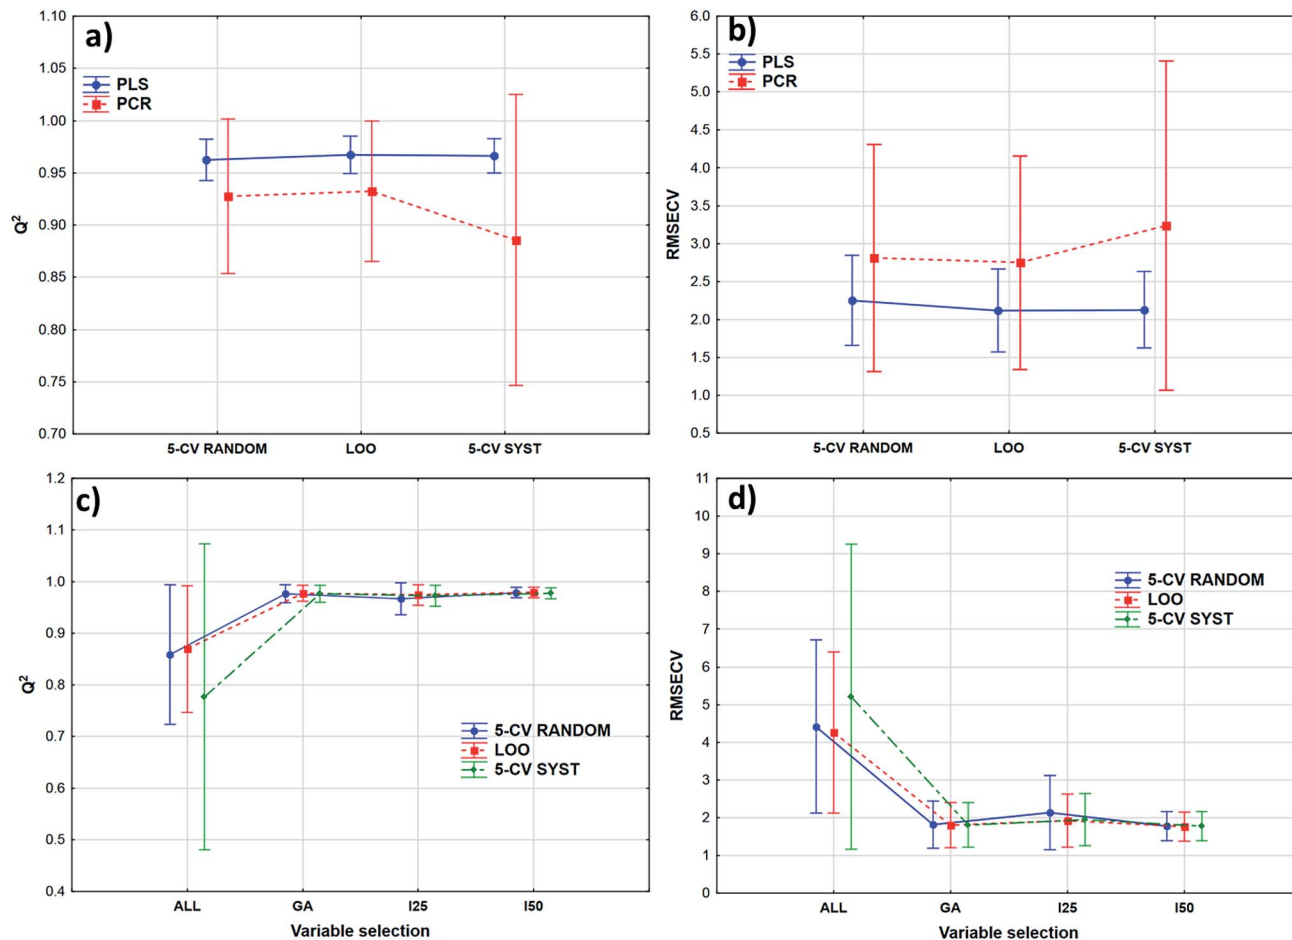 a)
1.10
1.05
1.00
0.95
0.90
0.85
0.80
0.75
0.70
Q²
PLS
PCR
5-CV RANDOM LOO 5-CV SYST
b)
6.0
5.5
5.0
4.5
4.0
3.5
3.0
2.5
2.0
1.5
1.0
0.5
RMSECV
PLS
PCR
5-CV RANDOM LOO 5-CV SYST
c)
1.2
1.1
1.0
0.9
0.8
0.7
0.6
0.5
0.4
Q²
5-CV RANDOM
LOO
5-CV SYST
ALL GA I25 I50
Variable selection
d)
11
10
9
8
7
6
5
4
3
2
1
0
RMSECV
5-CV RANDOM
LOO
5-CV SYST
ALL GA I25 I50
Variable selection